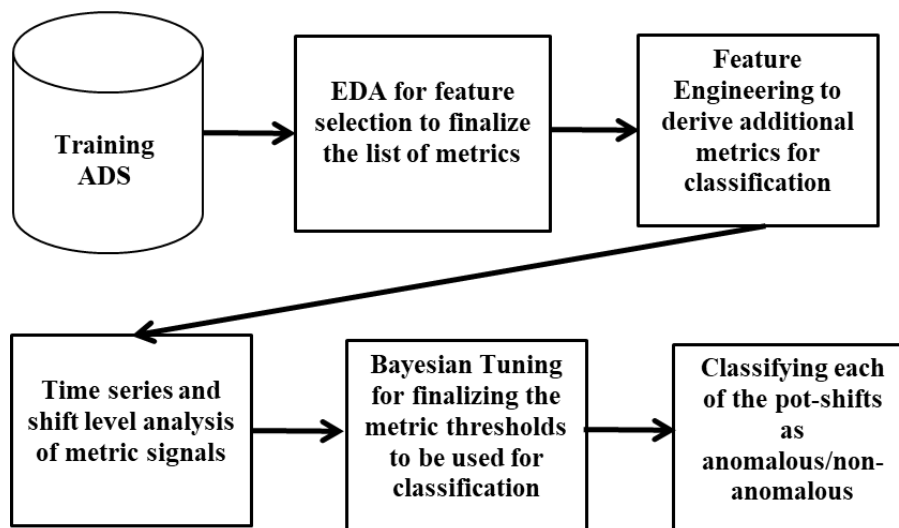 Training
ADS
EDA for feature
selection to finalize
the list of metrics
Feature
Engineering to
derive additional
metrics for
classification
Time series and
shift level analysis
of metric signals
Bayesian Tuning
for finalizing the
metric thresholds
to be used for
classification
Classifying each
of the pot-shifts
as
anomalous/non-
anomalous